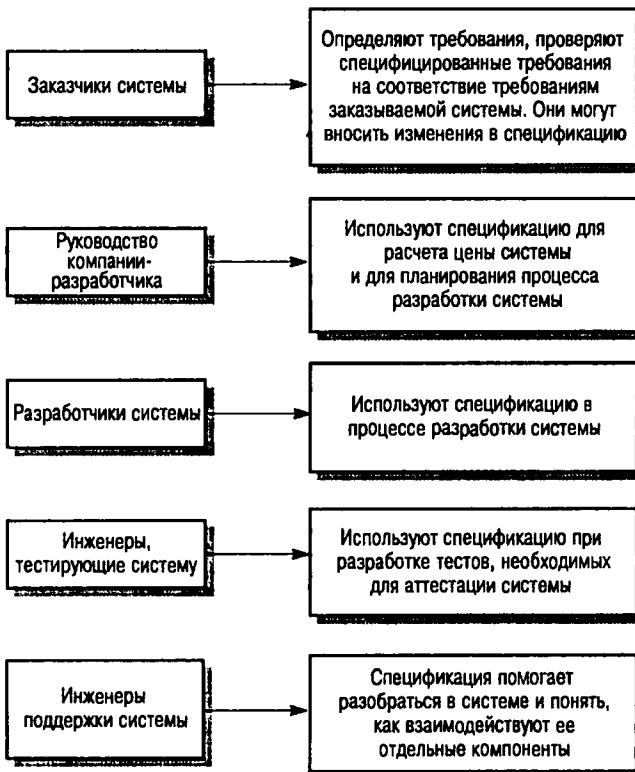 Заказчики системы
Определяют требования, проверяют
специфицированные требования
на соответствие требованиям
заказываемой системы. Они могут
вносить изменения в спецификацию
Руководство
компании-
разработчика
Используют спецификацию для
расчета цены системы
и для планирования процесса
разработки системы
Разработчики системы
Используют спецификацию в
процессе разработки системы
Инженеры,
тестирующие систему
Используют спецификацию при
разработке тестов, необходимых
для аттестации системы
Инженеры
поддержки системы
Спецификация помогает
разобраться в системе и понять,
как взаимодействуют ее
отдельные компоненты